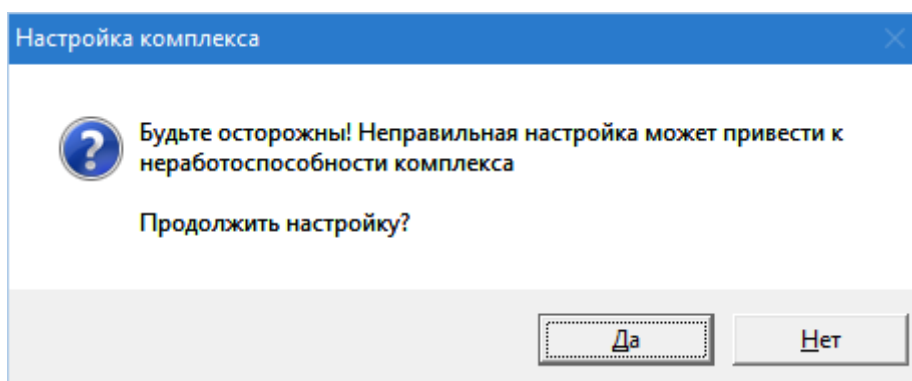 Настройка комплекса
Будьте осторожны! Неправильная настройка может привести к
неработоспособности комплекса
Продолжить настройку?
Да
Нет